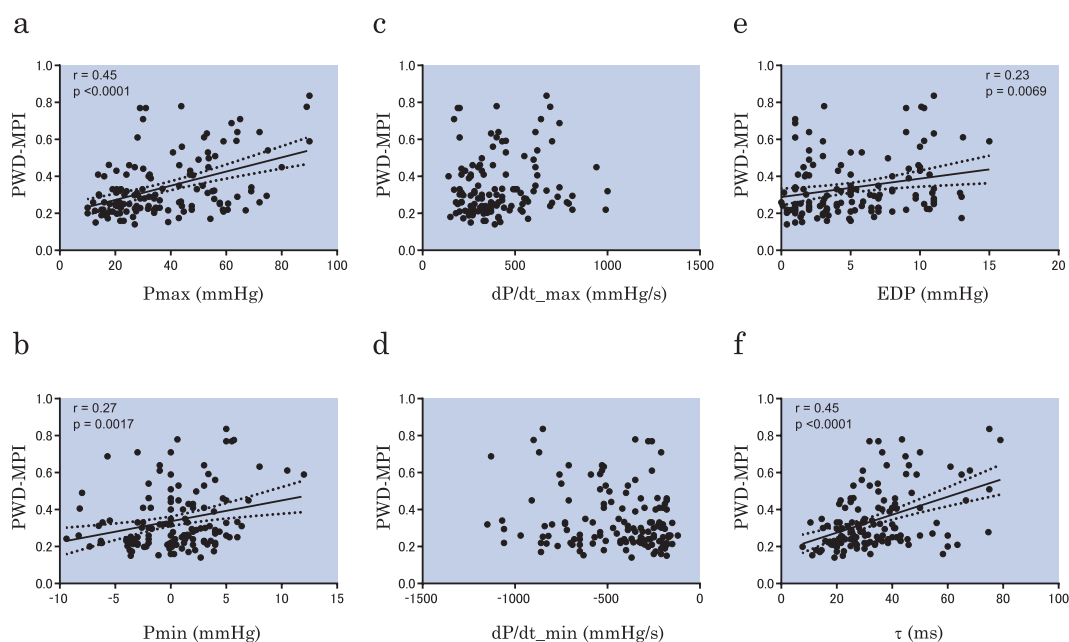 a
c
e
r = 0.45
p <0.0001
r = 0.23
p = 0.0069
PWD-MPI
PWD-MPI
PWD-MPI
1.0
0.8
0.6
0.4
0.2
0.0
1.0
0.8
0.6
0.4
0.2
0.0
1.0
0.8
0.6
0.4
0.2
0.0
0 20 40 60 80 100
0 500 1000 1500
0 5 10 15 20
Pmax (mmHg)
dP/dt_max (mmHg/s)
EDP (mmHg)
b
d
f
r = 0.27
p = 0.0017
r = 0.45
p <0.0001
PWD-MPI
PWD-MPI
PWD-MPI
1.0
0.8
0.6
0.4
0.2
0.0
1.0
0.8
0.6
0.4
0.2
0.0
1.0
0.8
0.6
0.4
0.2
0.0
-10 -5 0 5 10 15
-1500 -1000 -500 0
0 20 40 60 80 100
Pmin (mmHg)
dP/dt_min (mmHg/s)
τ (ms)